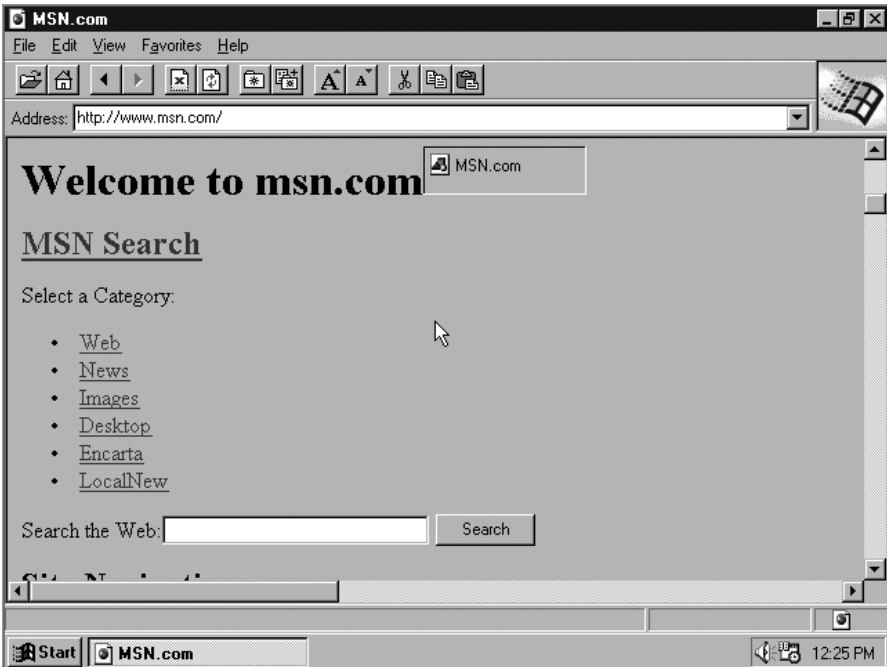 MSN.com
File Edit View Favorites Help
Address: http://www.msn.com/
Welcome to msn.com
MSN.com
MSN Search
Select a Category:
• Web
• News
• Images
• Desktop
• Encarta
• LocalNew
Search the Web: Search
Start MSN.com 12:25 PM